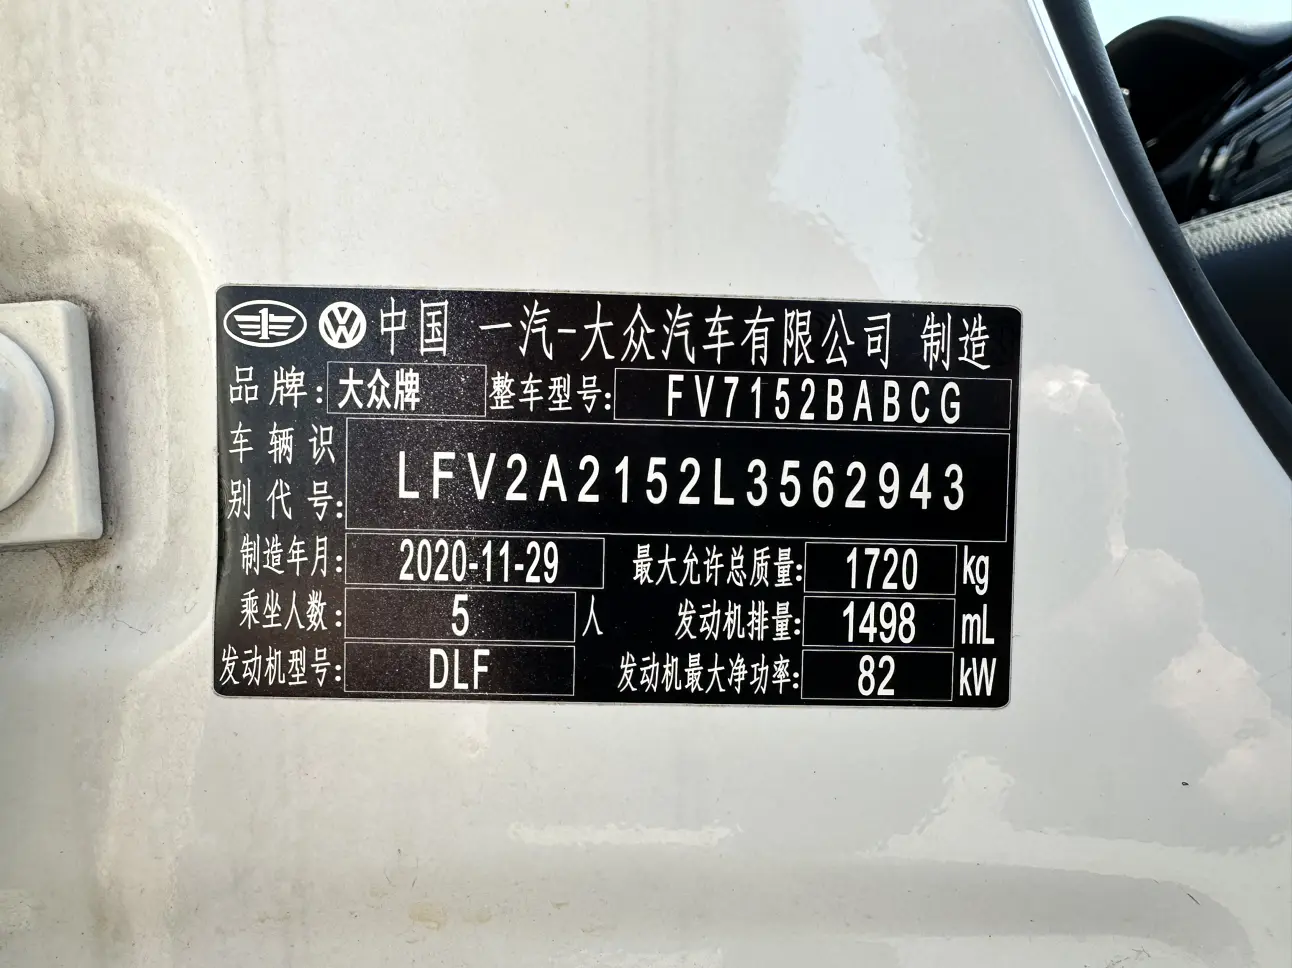 中国 一汽-大众汽车有限公司 制造
品牌: 大众牌 整车型号: FV7152BABCG
车辆识别代号: LFV2A2152L3562943
制造年月: 2020-11-29 最大允许总质量: 1720 kg
乘坐人数: 5 人 发动机排量: 1498 mL
发动机型号: DLF 发动机最大净功率: 82 kW